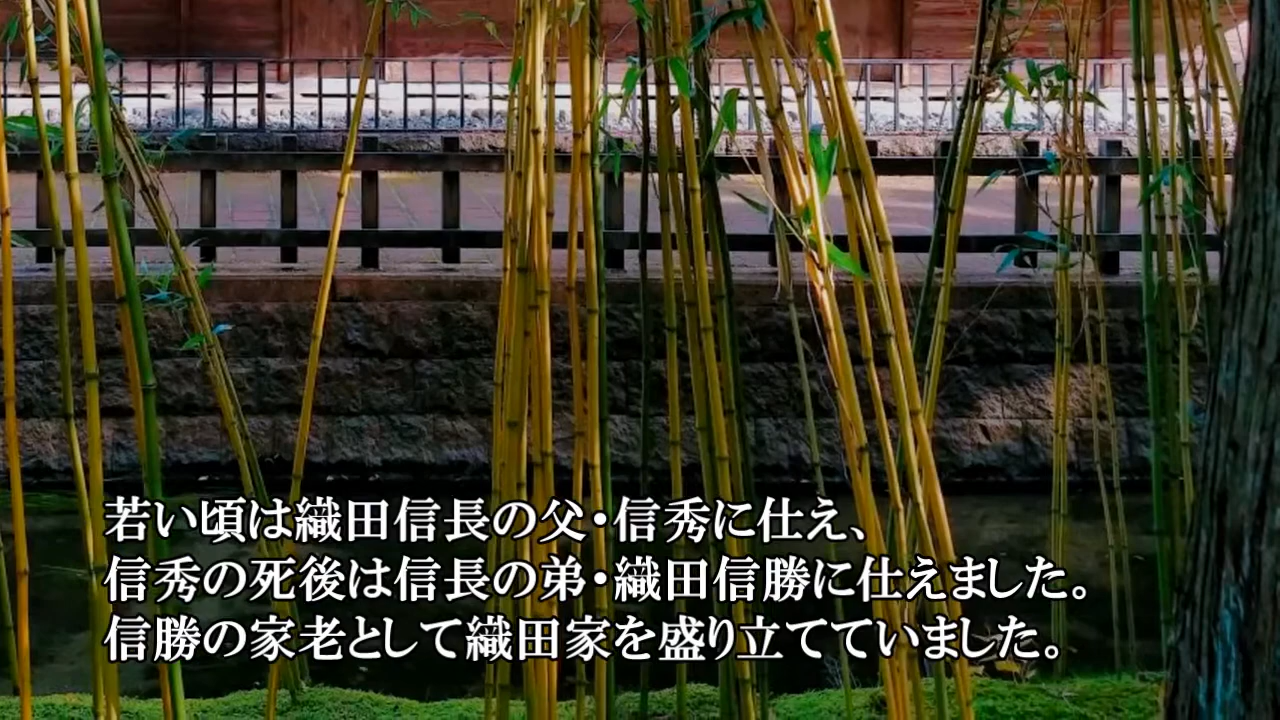 若い頃は織田信長の父・信秀に仕え、
信秀の死後は信長の弟・織田信勝に仕えました。
信勝の家老として織田家を盛り立てていました。